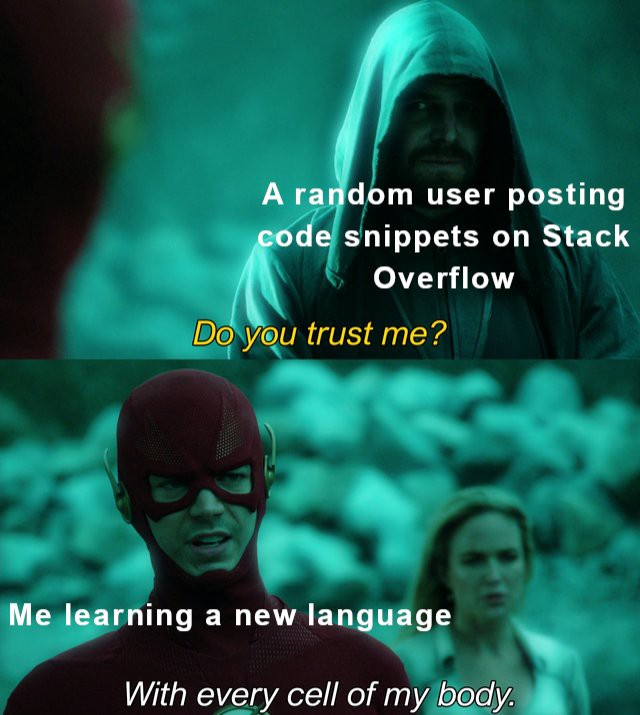 A random user posting
code snippets on Stack
Overflow
Do you trust me?
Me learning a new language
With every cell of my body.